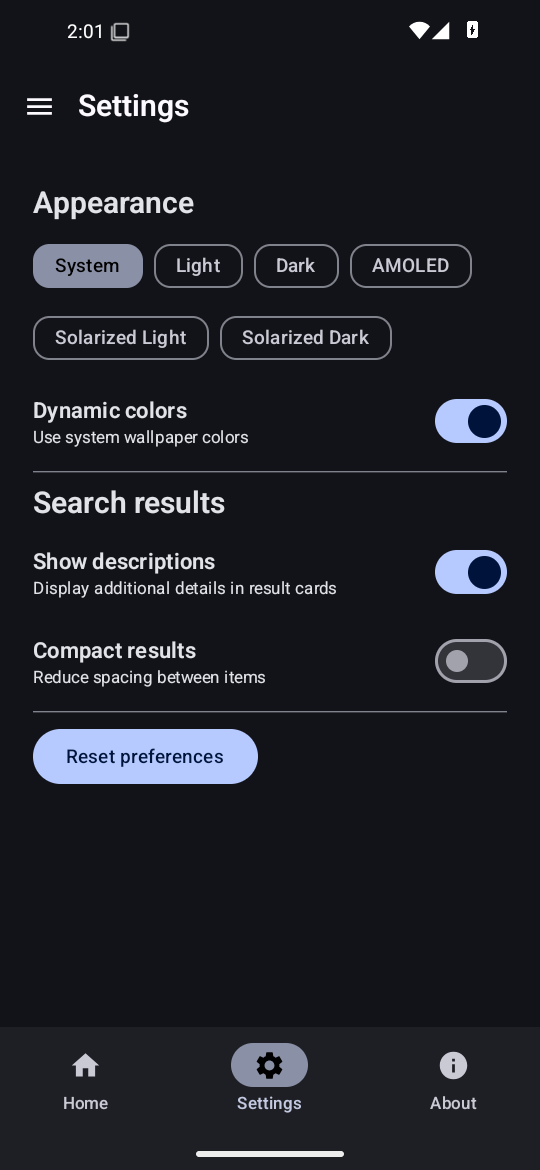 2:01
Settings
Appearance
System Light Dark AMOLED
Solarized Light Solarized Dark
Dynamic colors
Use system wallpaper colors
Search results
Show descriptions
Display additional details in result cards
Compact results
Reduce spacing between items
Reset preferences
Home Settings About